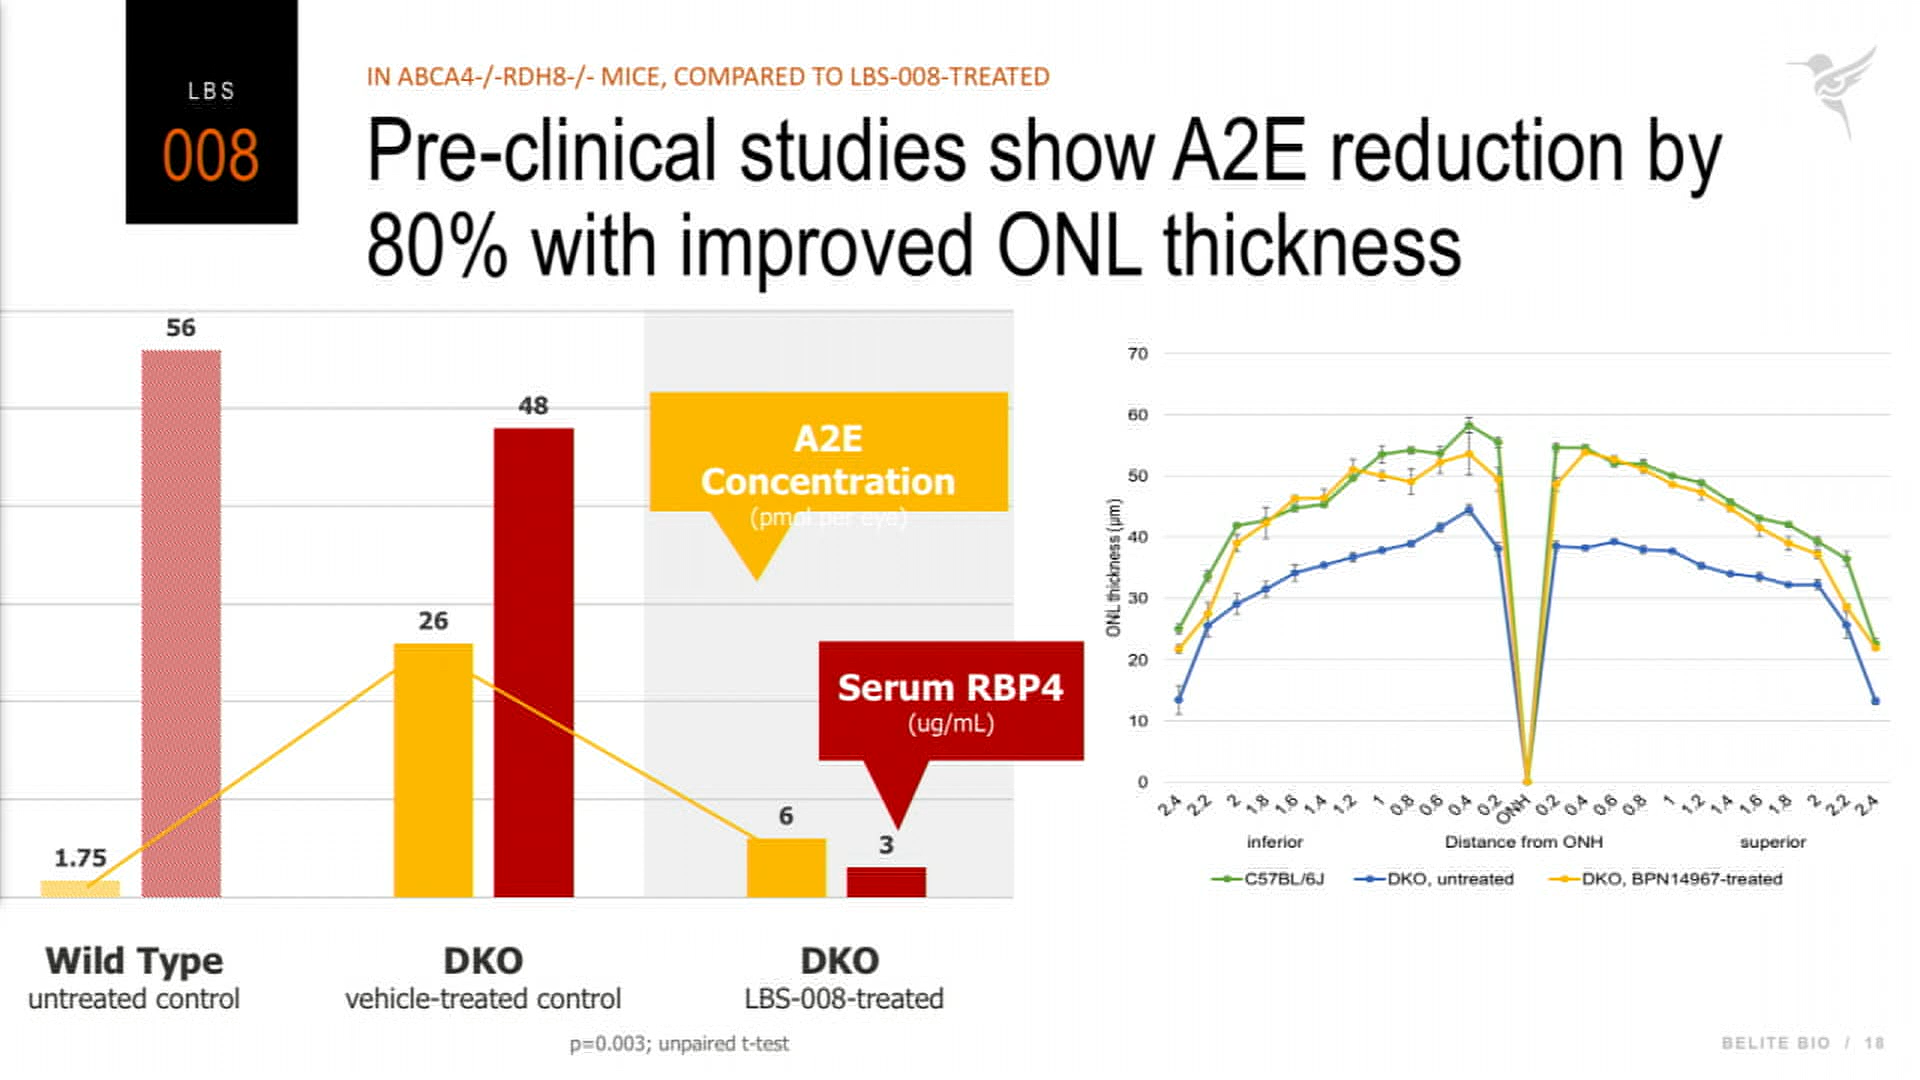 LBS
008
IN ABCA4-/-RDH8-/- MICE, COMPARED TO LBS-008-TREATED
Pre-clinical studies show A2E reduction by
80% with improved ONL thickness
56
48
26
1.75
6
3
A2E
Concentration
(pmol per eye)
Serum RBP4
(ug/mL)
Wild Type
untreated control
DKO
vehicle-treated control
DKO
LBS-008-treated
p=0.003; unpaired t-test
ONL thickness (µm)
70
60
50
40
30
20
10
0
2.4 2.2 2 1.8 1.6 1.4 1.2 1 0.8 0.6 0.4 0.2 ONH 0.2 0.4 0.6 0.8 1 1.2 1.4 1.6 1.8 2 2.2 2.4
inferior Distance from ONH superior
C57BL/6J DKO, untreated DKO, BPN14967-treated
BELITE BIO / 18